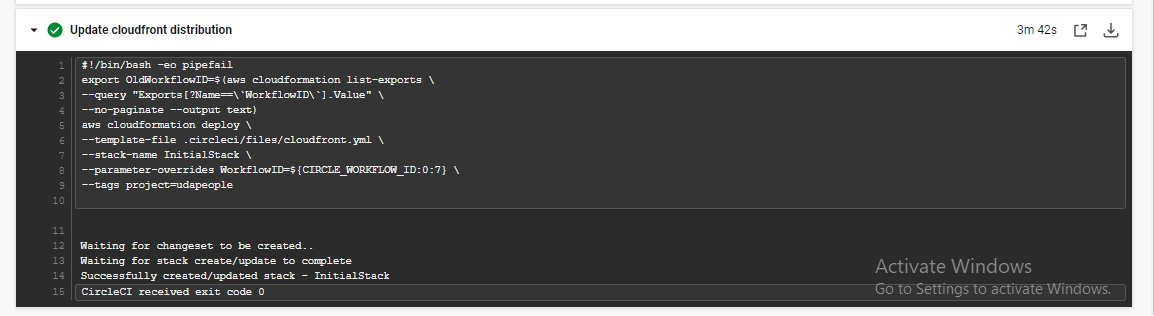 Update cloudfront distribution
3m 42s
1 #!/bin/bash -eo pipefail
2 export OldWorkflowID=$(aws cloudformation list-exports \
3 --query "Exports[?Name==\`WorkflowID\`].Value" \
4 --no-paginate --output text)
5 aws cloudformation deploy \
6 --template-file .circleci/files/cloudfront.yml \
7 --stack-name InitialStack \
8 --parameter-overrides WorkflowID=${CIRCLE_WORKFLOW_ID:0:7} \
9 --tags project=udapeople
10
11
12 Waiting for changeset to be created..
13 Waiting for stack create/update to complete
14 Successfully created/updated stack - InitialStack
15 CircleCI received exit code 0
Activate Windows
Go to Settings to activate Windows.